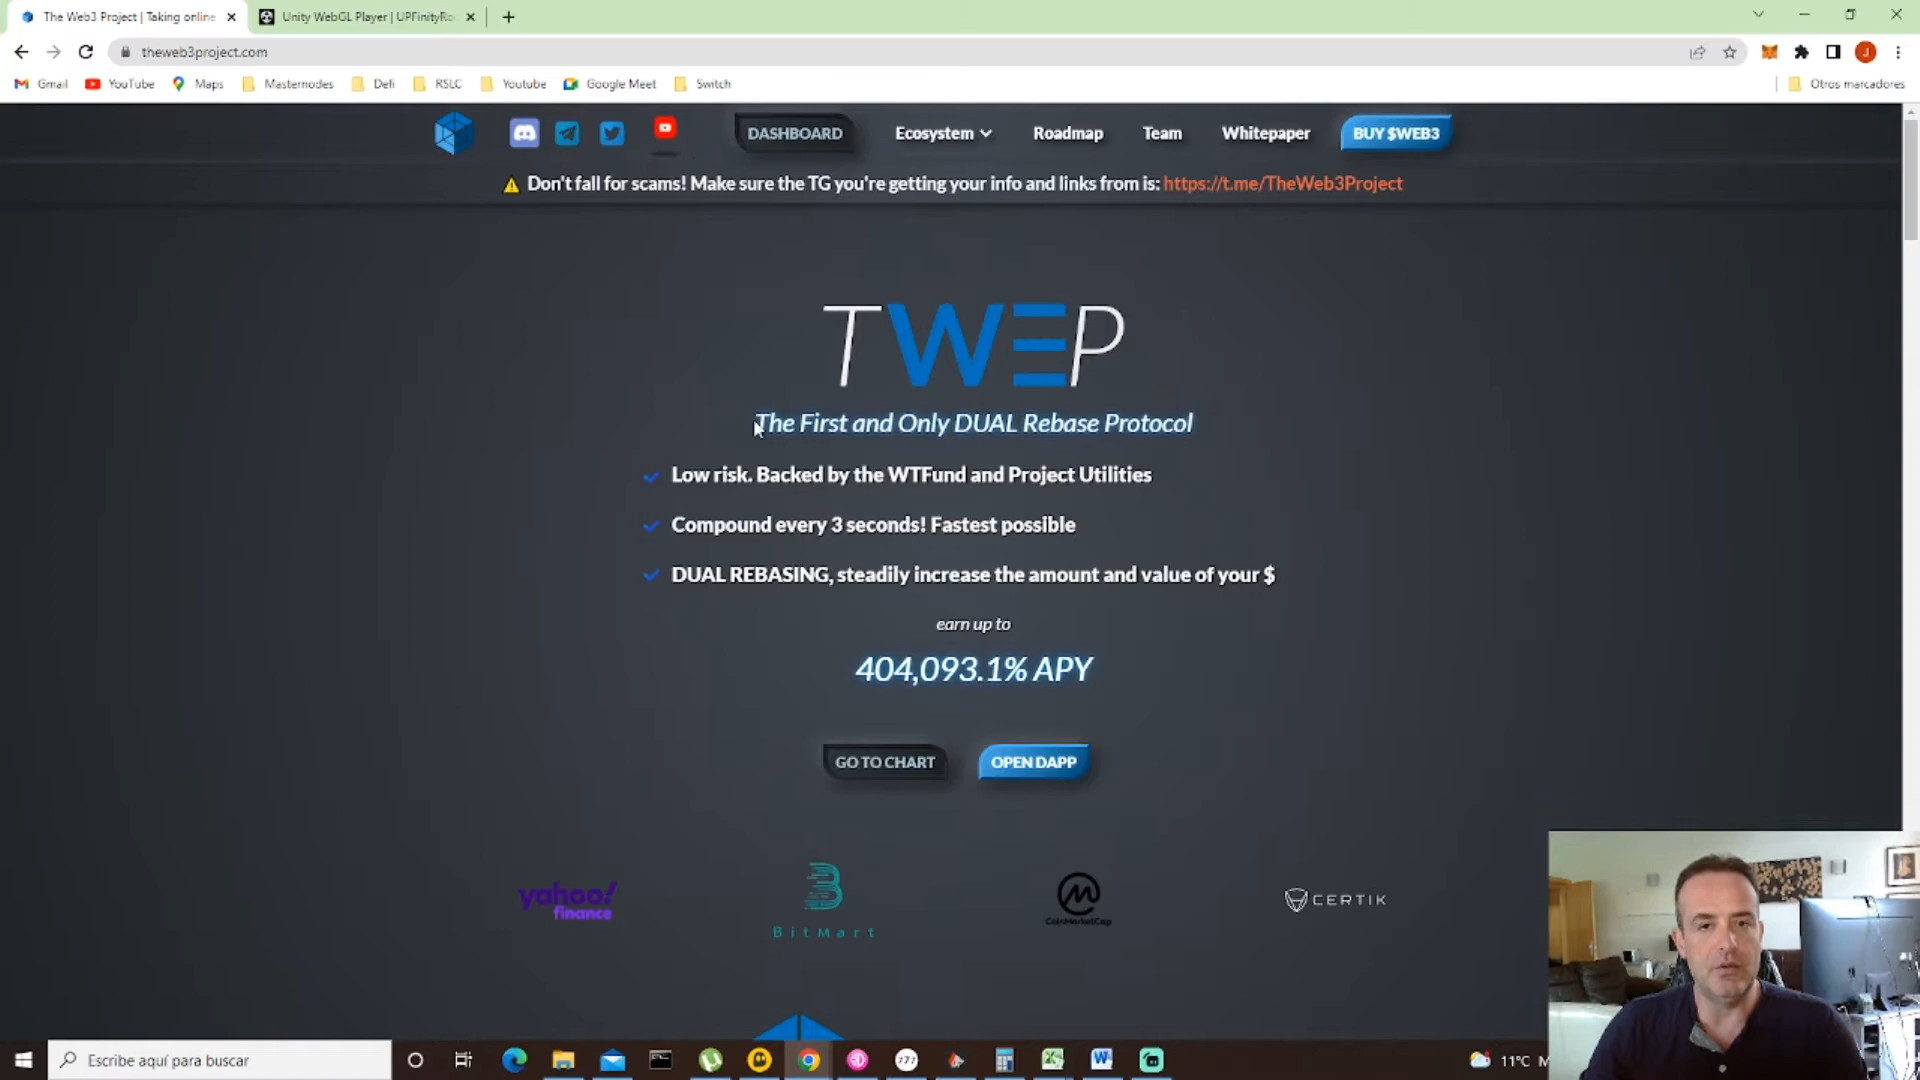 The Web3 Project | Taking online
Unity WebGL Player | UPFinityRo
theweb3project.com
J
Gmail
YouTube
Maps
Masternodes
Defi
RSLC
Youtube
Google Meet
Switch
Otros marcadores
DASHBOARD
Ecosystem
Roadmap
Team
Whitepaper
BUY $WEB3
Don't fall for scams! Make sure the TG you're getting your info and links from is: https://t.me/TheWeb3Project
TWEP
The First and Only DUAL Rebase Protocol
Low risk. Backed by the WTFund and Project Utilities
Compound every 3 seconds! Fastest possible
DUAL REBASING, steadily increase the amount and value of your $
earn up to
404,093.1% APY
GO TO CHART
OPEN DAPP
yahoo!
finance
BitMart
CoinMarketCap
CERTIK
Escribe aquí para buscar
777
11°C M